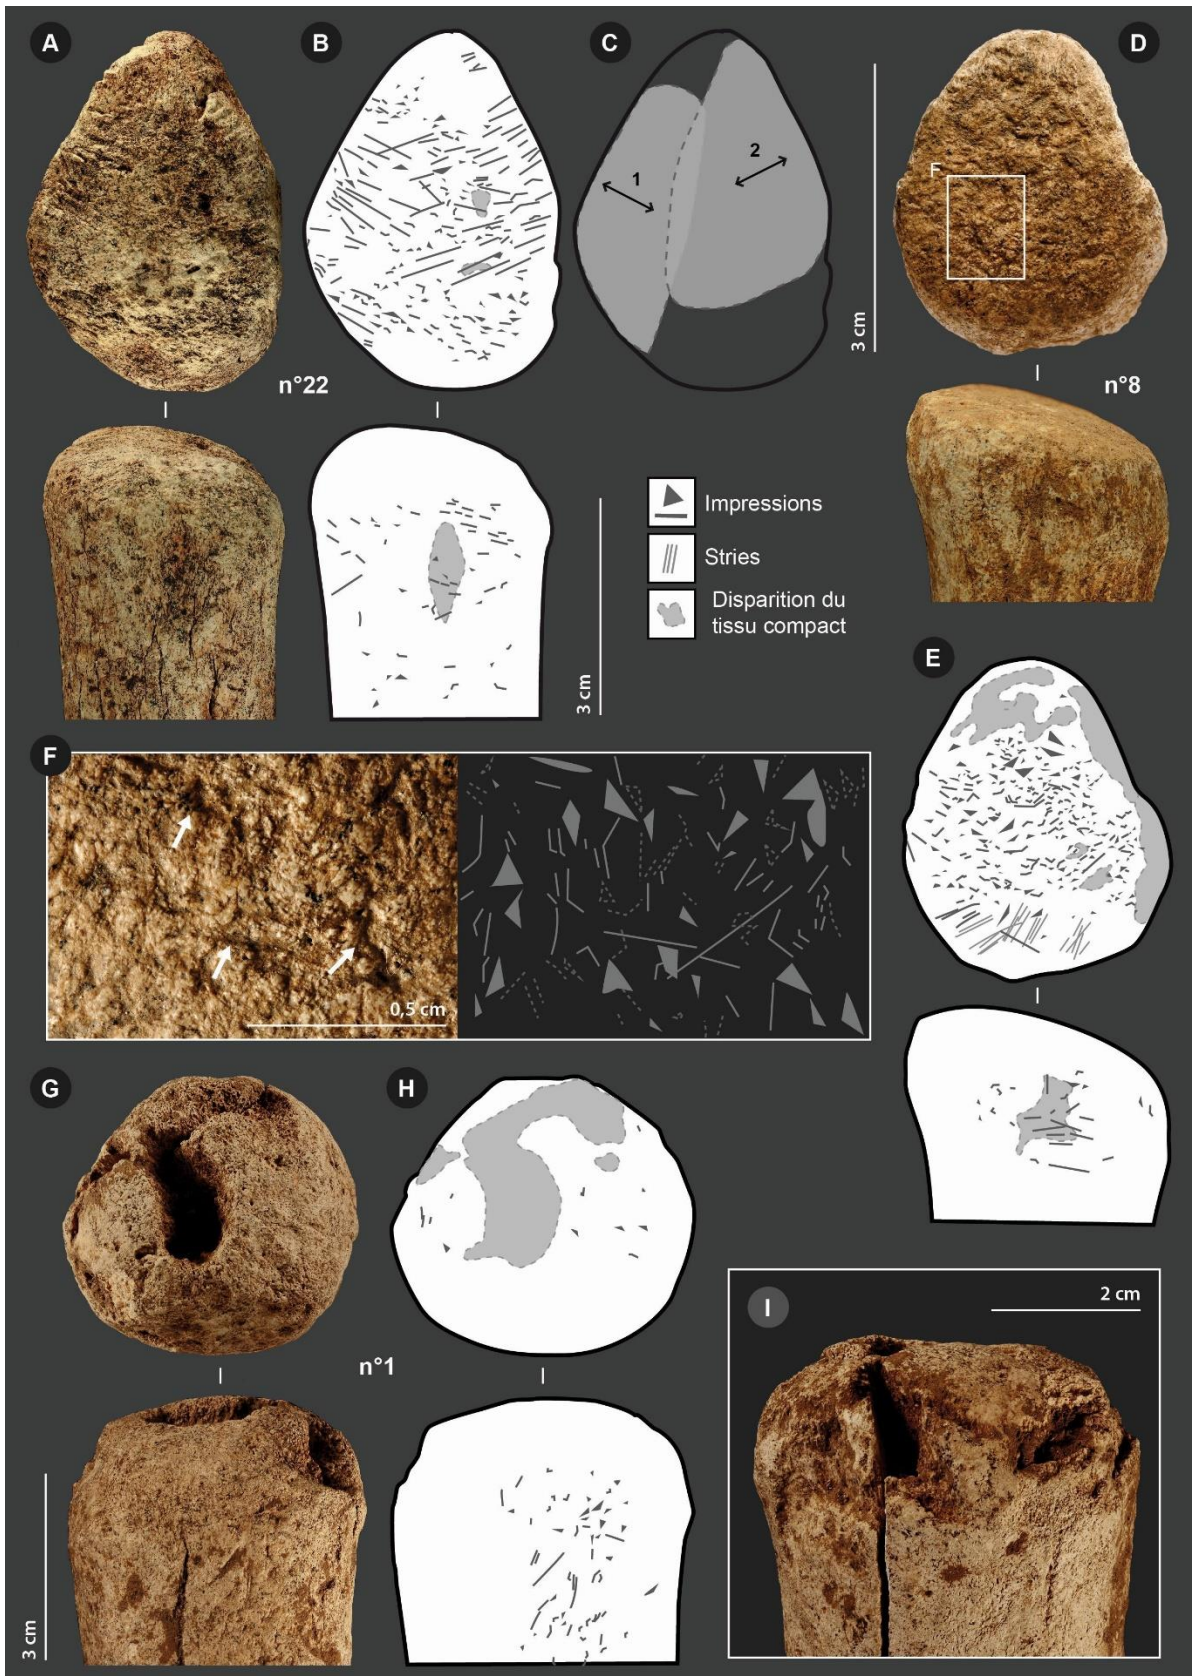 A
B
C
D
1
2
3 cm
F
n°22
n°8
Impressions
Stries
Disparition du
tissu compact
3 cm
E
F
0,5 cm
G
H
n°1
I
2 cm
3 cm